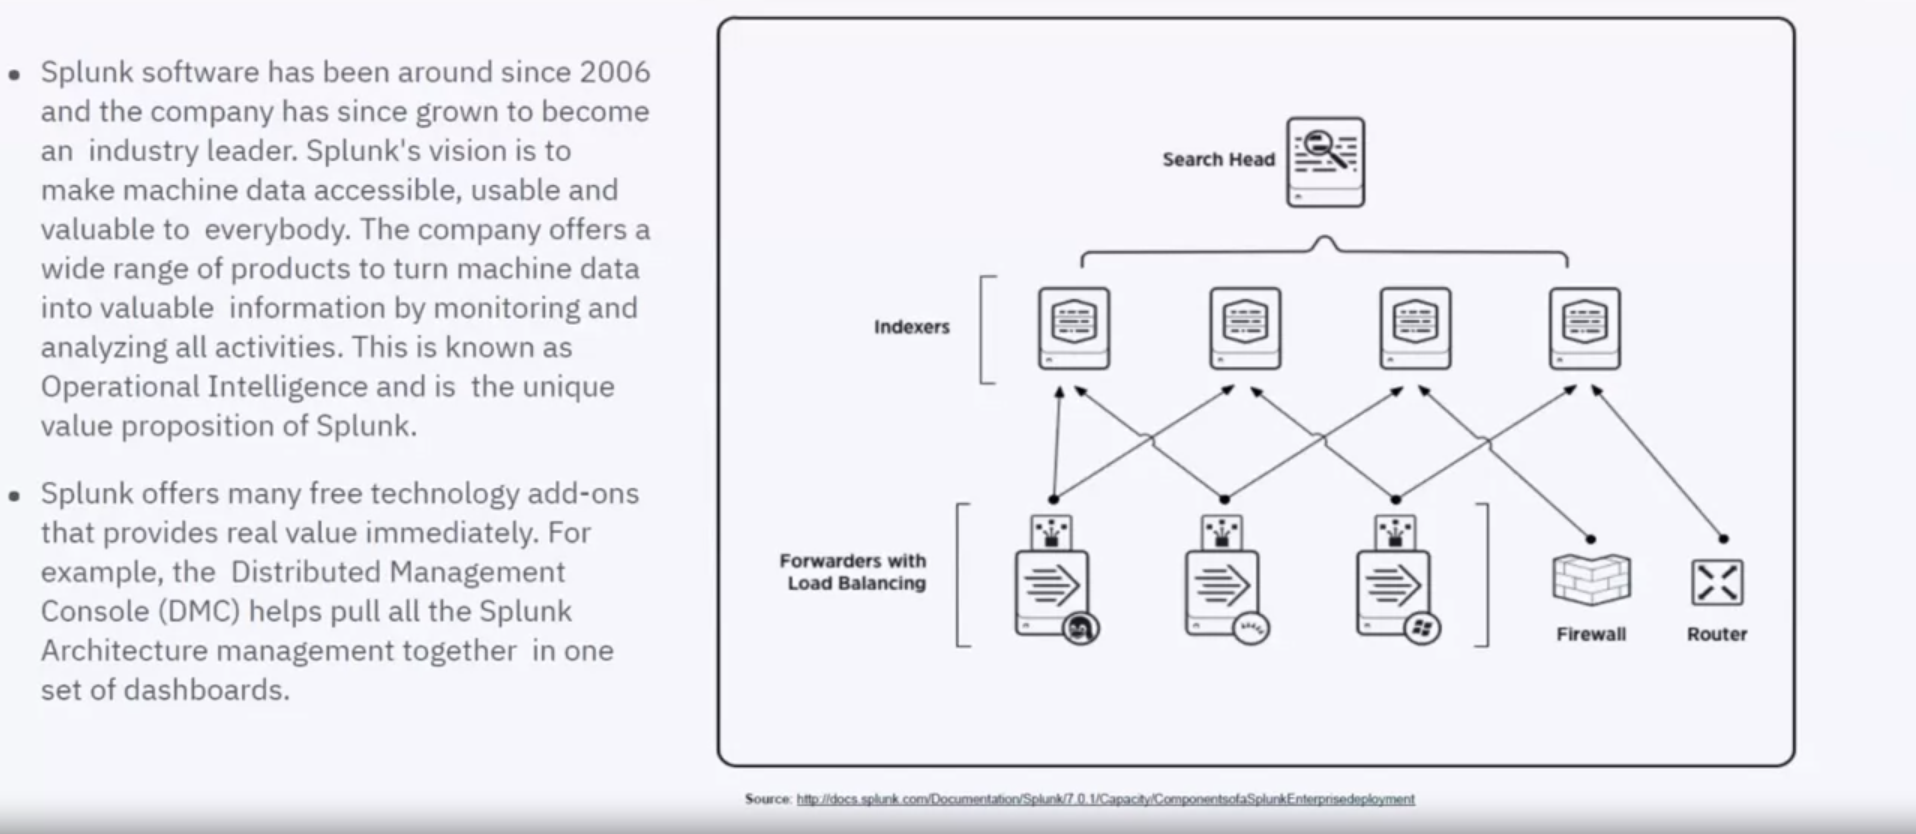 • Splunk software has been around since 2006
and the company has since grown to become
an industry leader. Splunk's vision is to
make machine data accessible, usable and
valuable to everybody. The company offers a
wide range of products to turn machine data
into valuable information by monitoring and
analyzing all activities. This is known as
Operational Intelligence and is the unique
value proposition of Splunk.
• Splunk offers many free technology add-ons
that provides real value immediately. For
example, the Distributed Management
Console (DMC) helps pull all the Splunk
Architecture management together in one
set of dashboards.
Search Head
Indexers
Forwarders with
Load Balancing
Firewall
Router
Source: http://docs.splunk.com/Documentation/Splunk/7.0.1/Capacity/ComponentsofaSplunkEnterprisedeployment